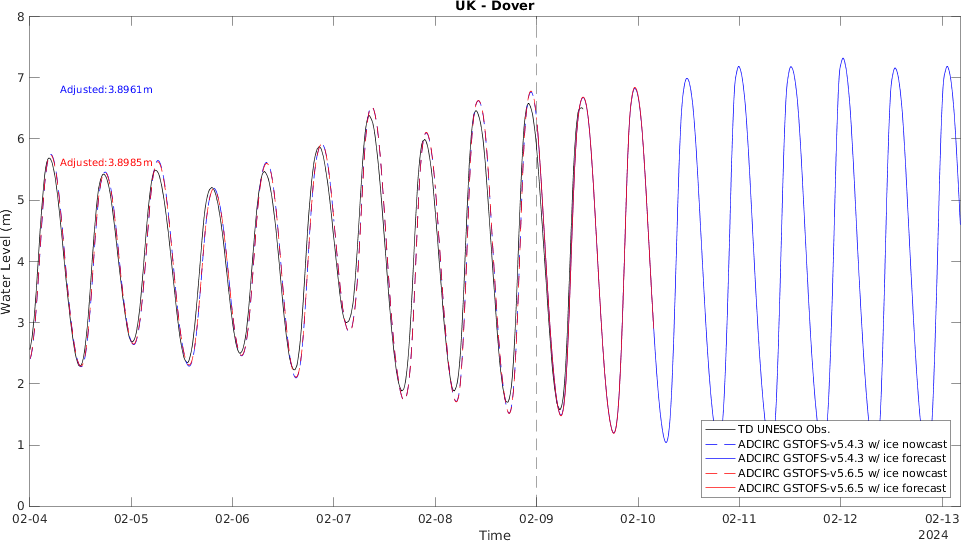 UK - Dover
8
7
6
5
4
3
2
1
0
Water Level (m)
Adjusted:3.8961m
Adjusted:3.8985m
TD UNESCO Obs.
ADCIRC GSTOFS-v5.4.3 w/ ice nowcast
ADCIRC GSTOFS-v5.4.3 w/ ice forecast
ADCIRC GSTOFS-v5.6.5 w/ ice nowcast
ADCIRC GSTOFS-v5.6.5 w/ ice forecast
02-04 02-05 02-06 02-07 02-08 02-09 02-10 02-11 02-12 02-13
Time
2024